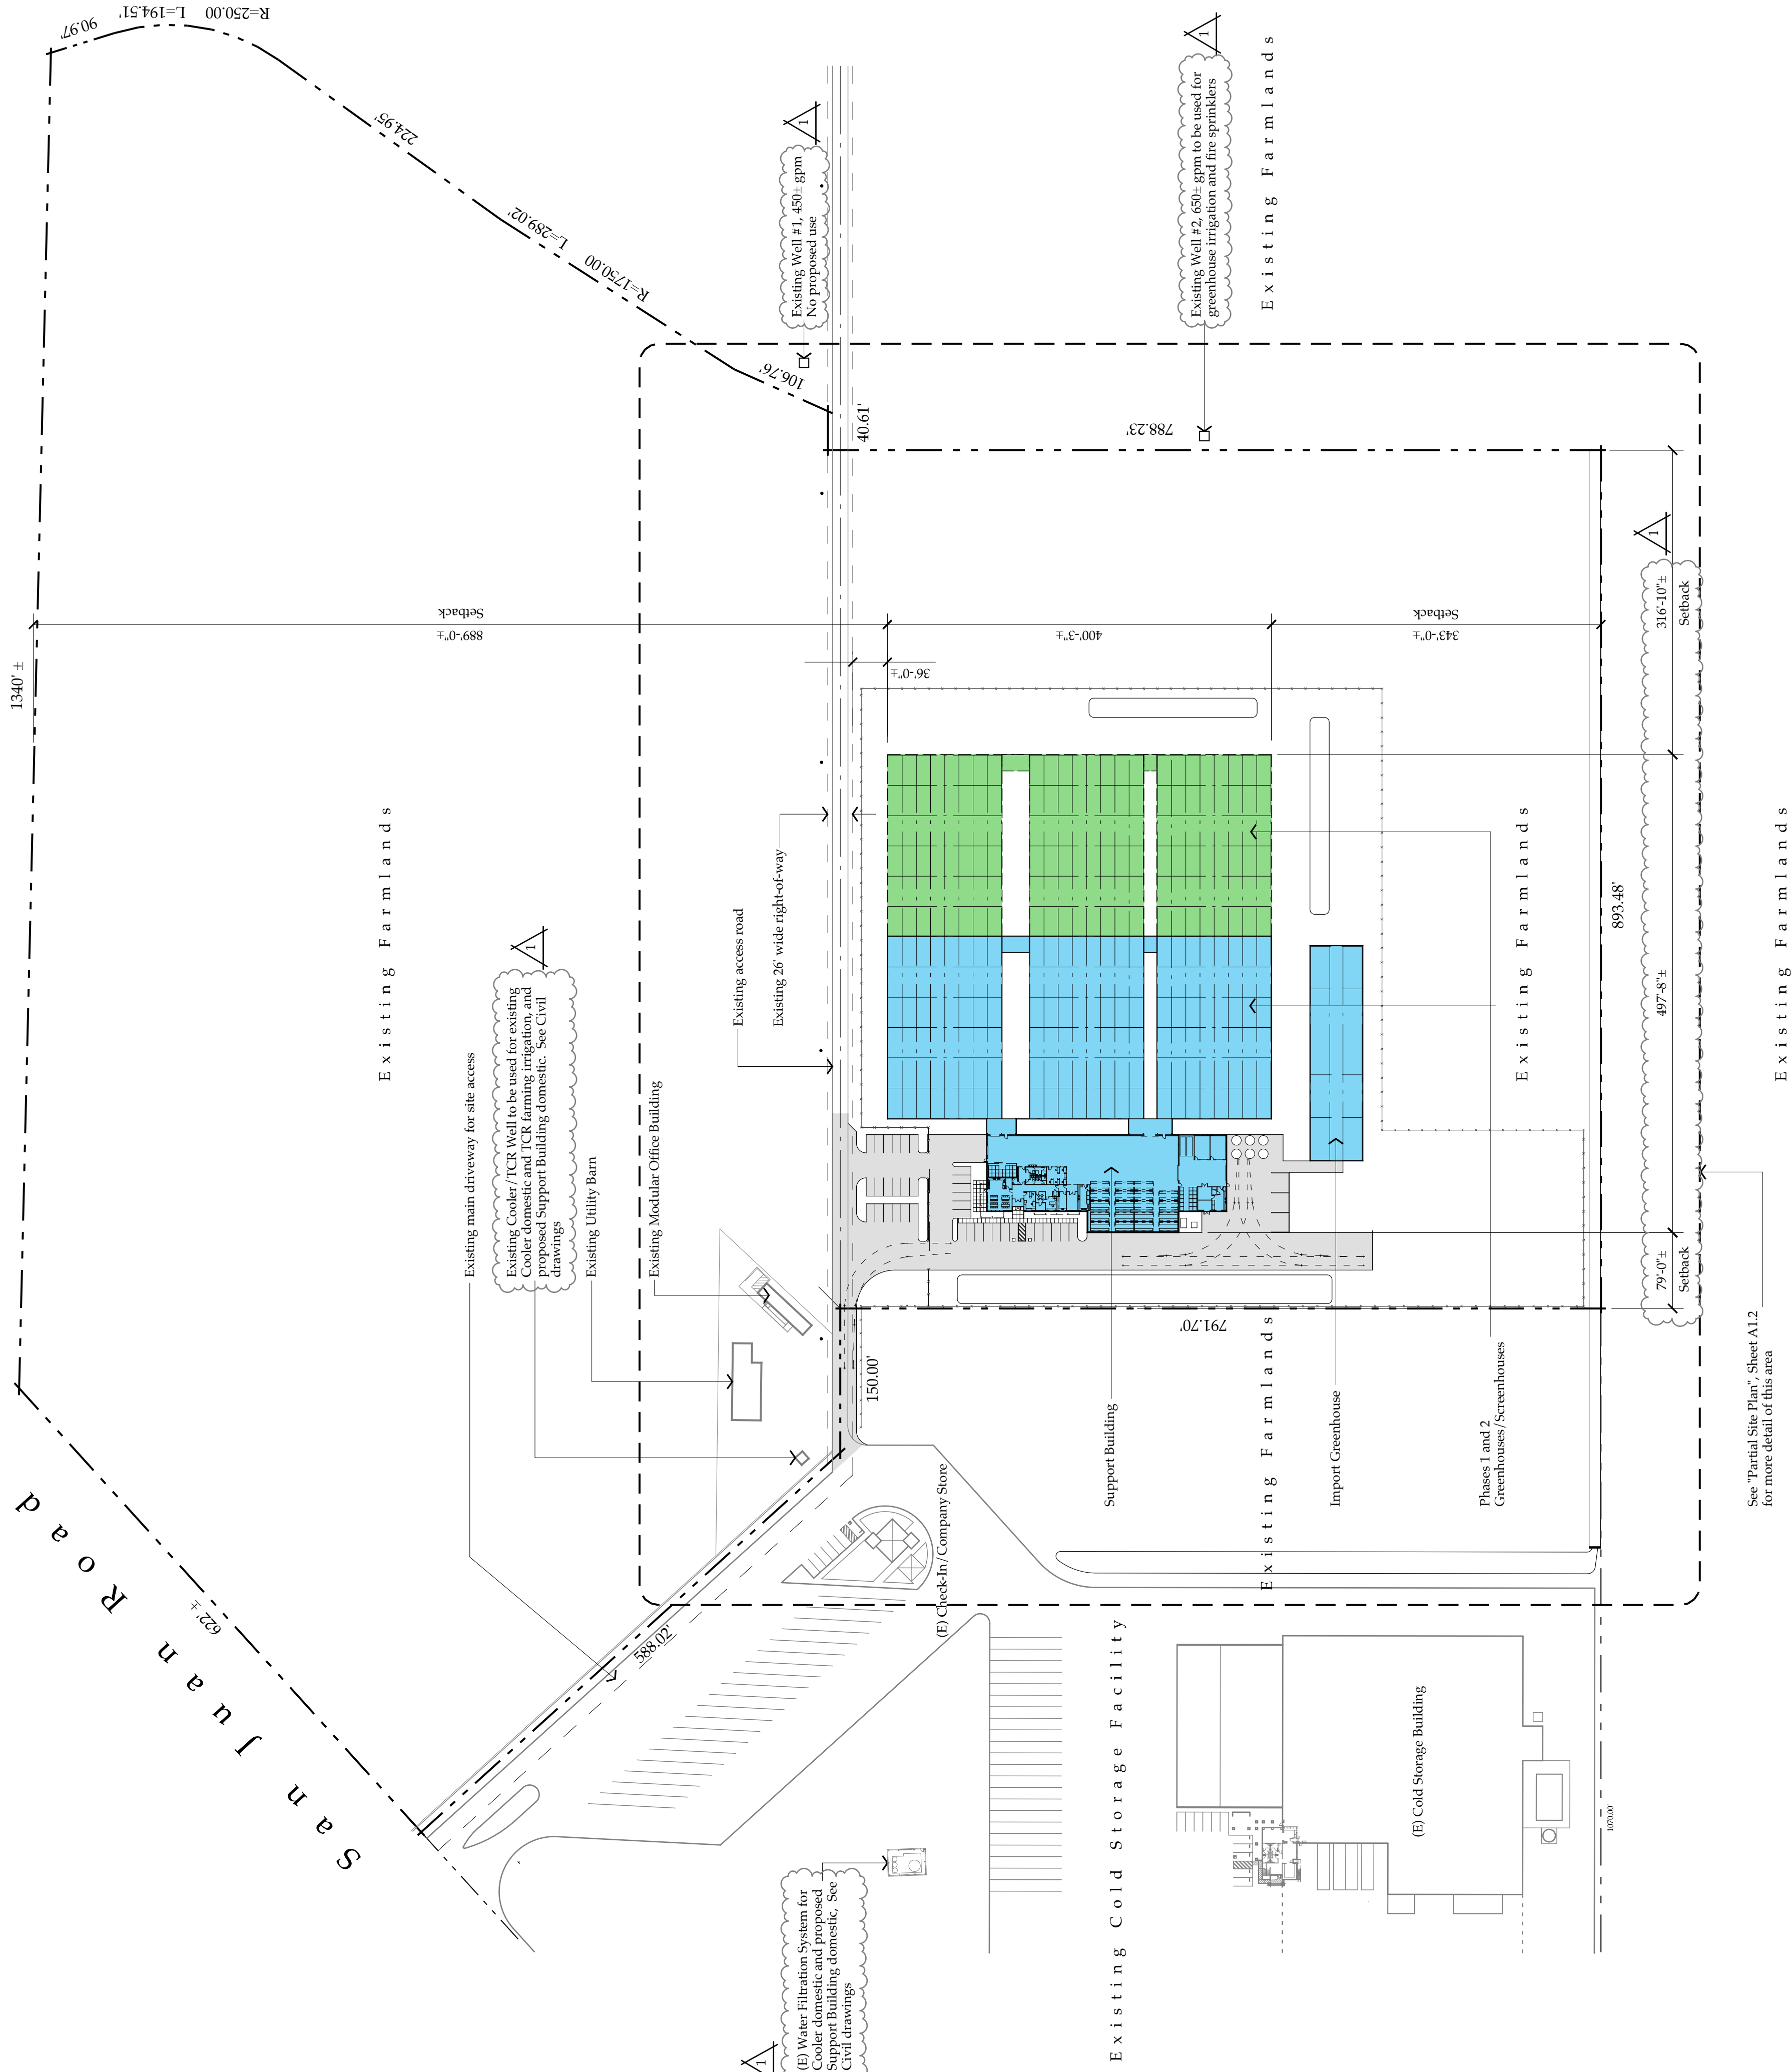 90.97'
L=194.51'
R=250.00
224.95'
L=289.02'
R=1750.00
106.76'
40.61'
1340' ±
622' ±
San Juan Road
588.02'
150.00'
788.23'
791.70'
893.48'
1070.00'
889'-0"±
Setback
400'-3"±
343'-0"±
Setback
36'-0"±
316'-10"±
Setback
497'-8"±
79'-0"±
Setback
1
Existing Well #1, 450± gpm
No proposed use
1
Existing Well #2, 650± gpm to be used for
greenhouse irrigation and fire sprinklers
1
Existing Farmlands
Existing Farmlands
Existing Farmlands
Existing Farmlands
Existing Farmlands
Existing main driveway for site access
Existing Cooler/TCR Well to be used for existing
Cooler domestic and TCR farming irrigation, and
proposed Support Building domestic. See Civil
drawings
1
Existing Utility Barn
Existing Modular Office Building
Existing access road
Existing 26' wide right-of-way
Support Building
Import Greenhouse
Phases 1 and 2
Greenhouses/Screenhouses
See "Partial Site Plan", Sheet A1.2
for more detail of this area
(E) Check-In/Company Store
Existing Cold Storage Facility
(E) Cold Storage Building
(E) Water Filtration System for
Cooler domestic and proposed
Support Building domestic, See
Civil drawings
1